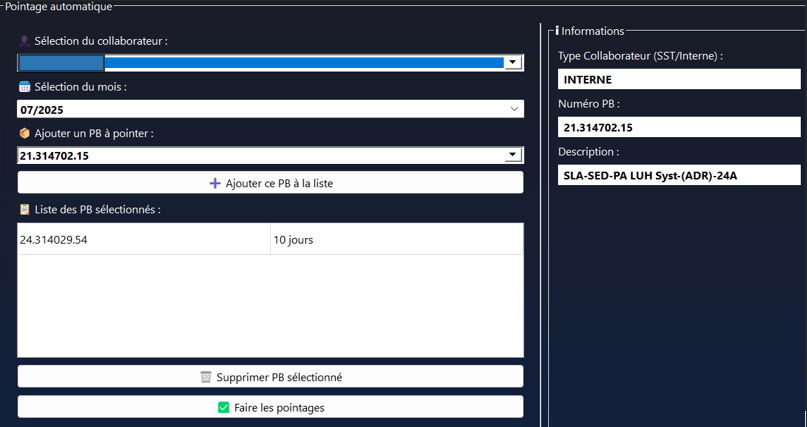 Pointage automatique
Sélection du collaborateur :
Sélection du mois :
07/2025
Ajouter un PB à pointer :
21.314702.15
Ajouter ce PB à la liste
Liste des PB sélectionnés :
24.314029.54 10 jours
Supprimer PB sélectionné
Faire les pointages
Informations
Type Collaborateur (SST/Interne) :
INTERNE
Numéro PB :
21.314702.15
Description :
SLA-SED-PA LUH Syst-(ADR)-24A